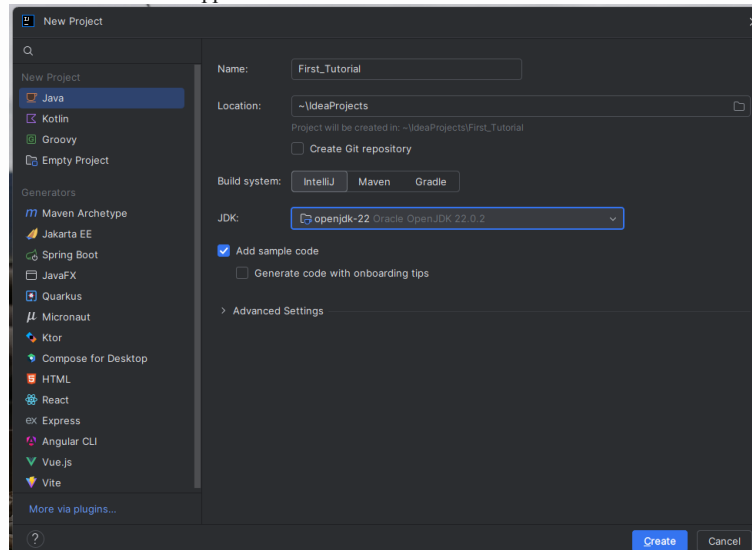 New Project
New Project
Java
Kotlin
Groovy
Empty Project
Generators
Maven Archetype
Jakarta EE
Spring Boot
JavaFX
Quarkus
Micronaut
Ktor
Compose for Desktop
HTML
React
ex Express
Angular CLI
Vue.js
Vite
More via plugins...
?
Name: First_Tutorial
Location: ~\IdeaProjects
Project will be created in: ~\IdeaProjects\First_Tutorial
Create Git repository
Build system: IntelliJ Maven Gradle
JDK: openjdk-22 Oracle OpenJDK 22.0.2
Add sample code
Generate code with onboarding tips
> Advanced Settings
Create Cancel